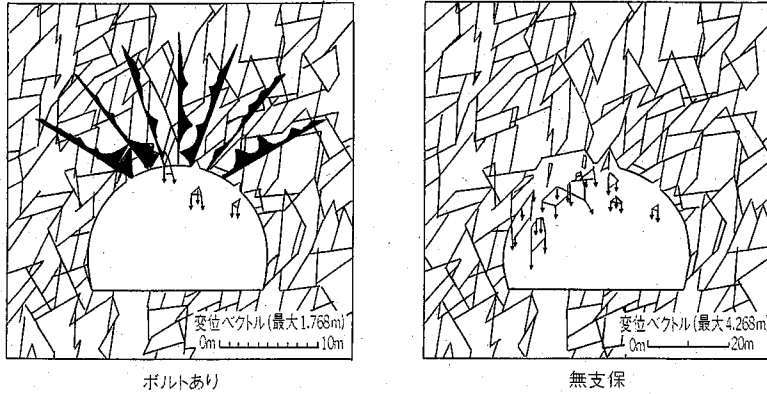 変位ベクトル(最大1.768m)
0m 10m
ボルトあり
変位ベクトル(最大4.268m)
0m 20m
無支保